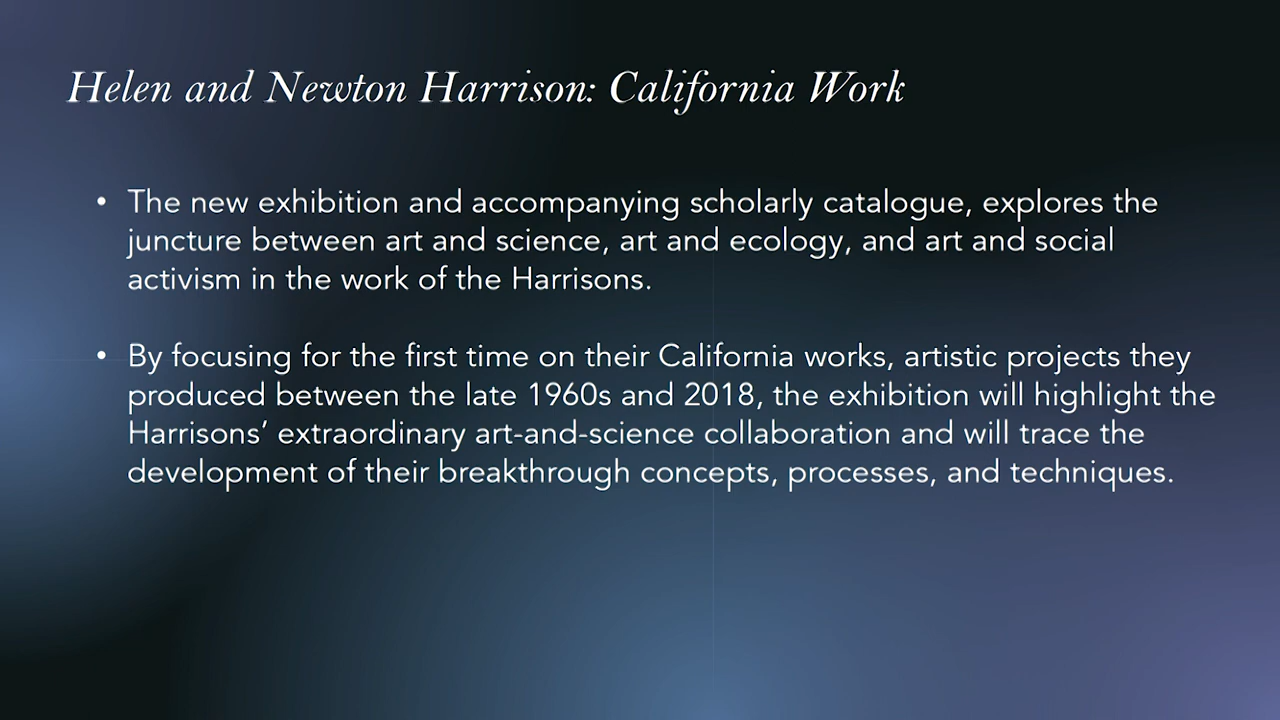 Helen and Newton Harrison: California Work
• The new exhibition and accompanying scholarly catalogue, explores the
juncture between art and science, art and ecology, and art and social
activism in the work of the Harrisons.
• By focusing for the first time on their California works, artistic projects they
produced between the late 1960s and 2018, the exhibition will highlight the
Harrisons’ extraordinary art-and-science collaboration and will trace the
development of their breakthrough concepts, processes, and techniques.